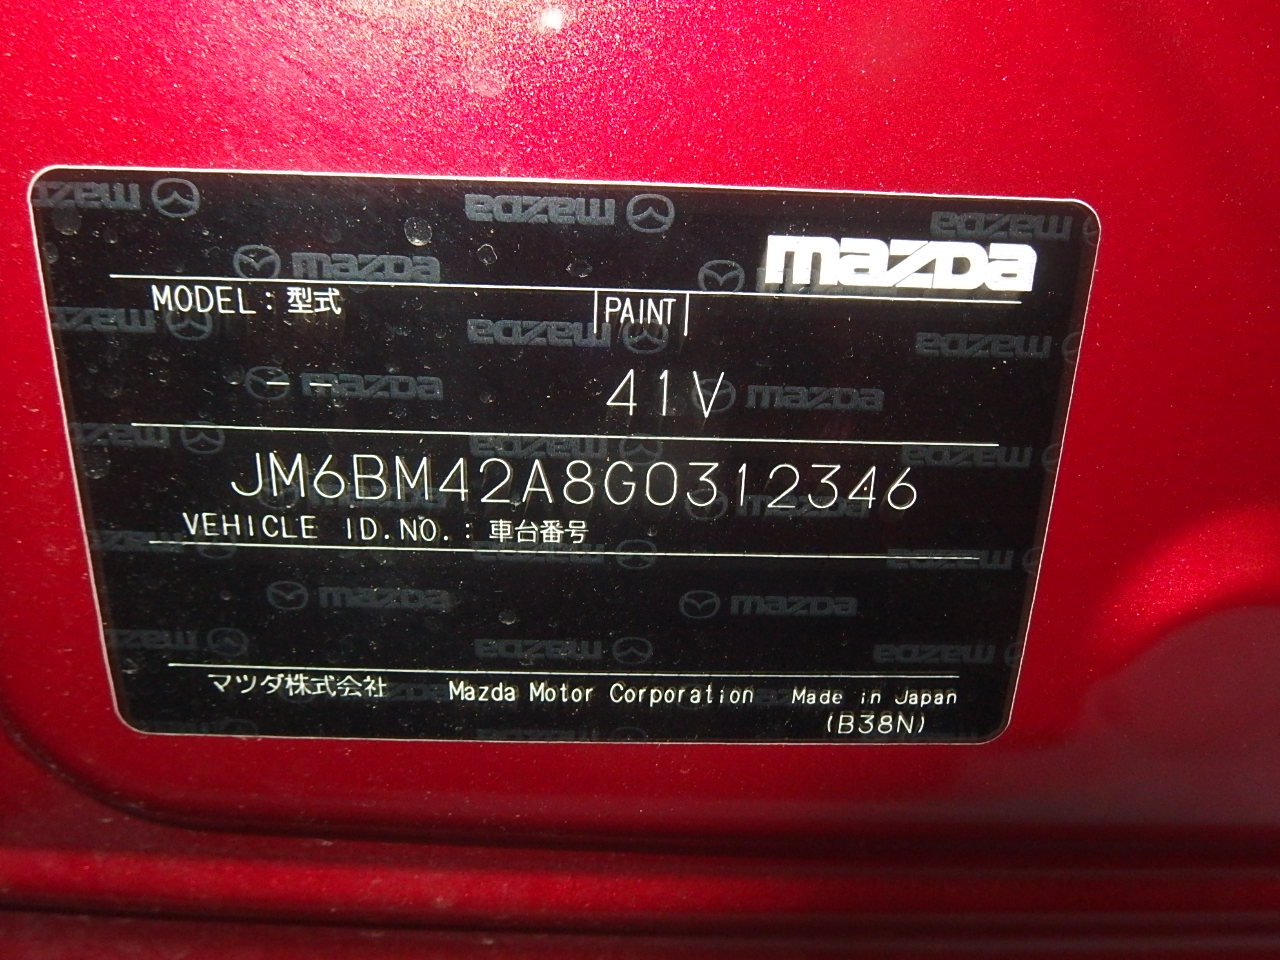 mazda
MODEL : 型式 PAINT
-- 41V
JM6BM42A8G0312346
VEHICLE ID.NO. : 車台番号
マツダ株式会社 Mazda Motor Corporation Made in Japan
(B38N)